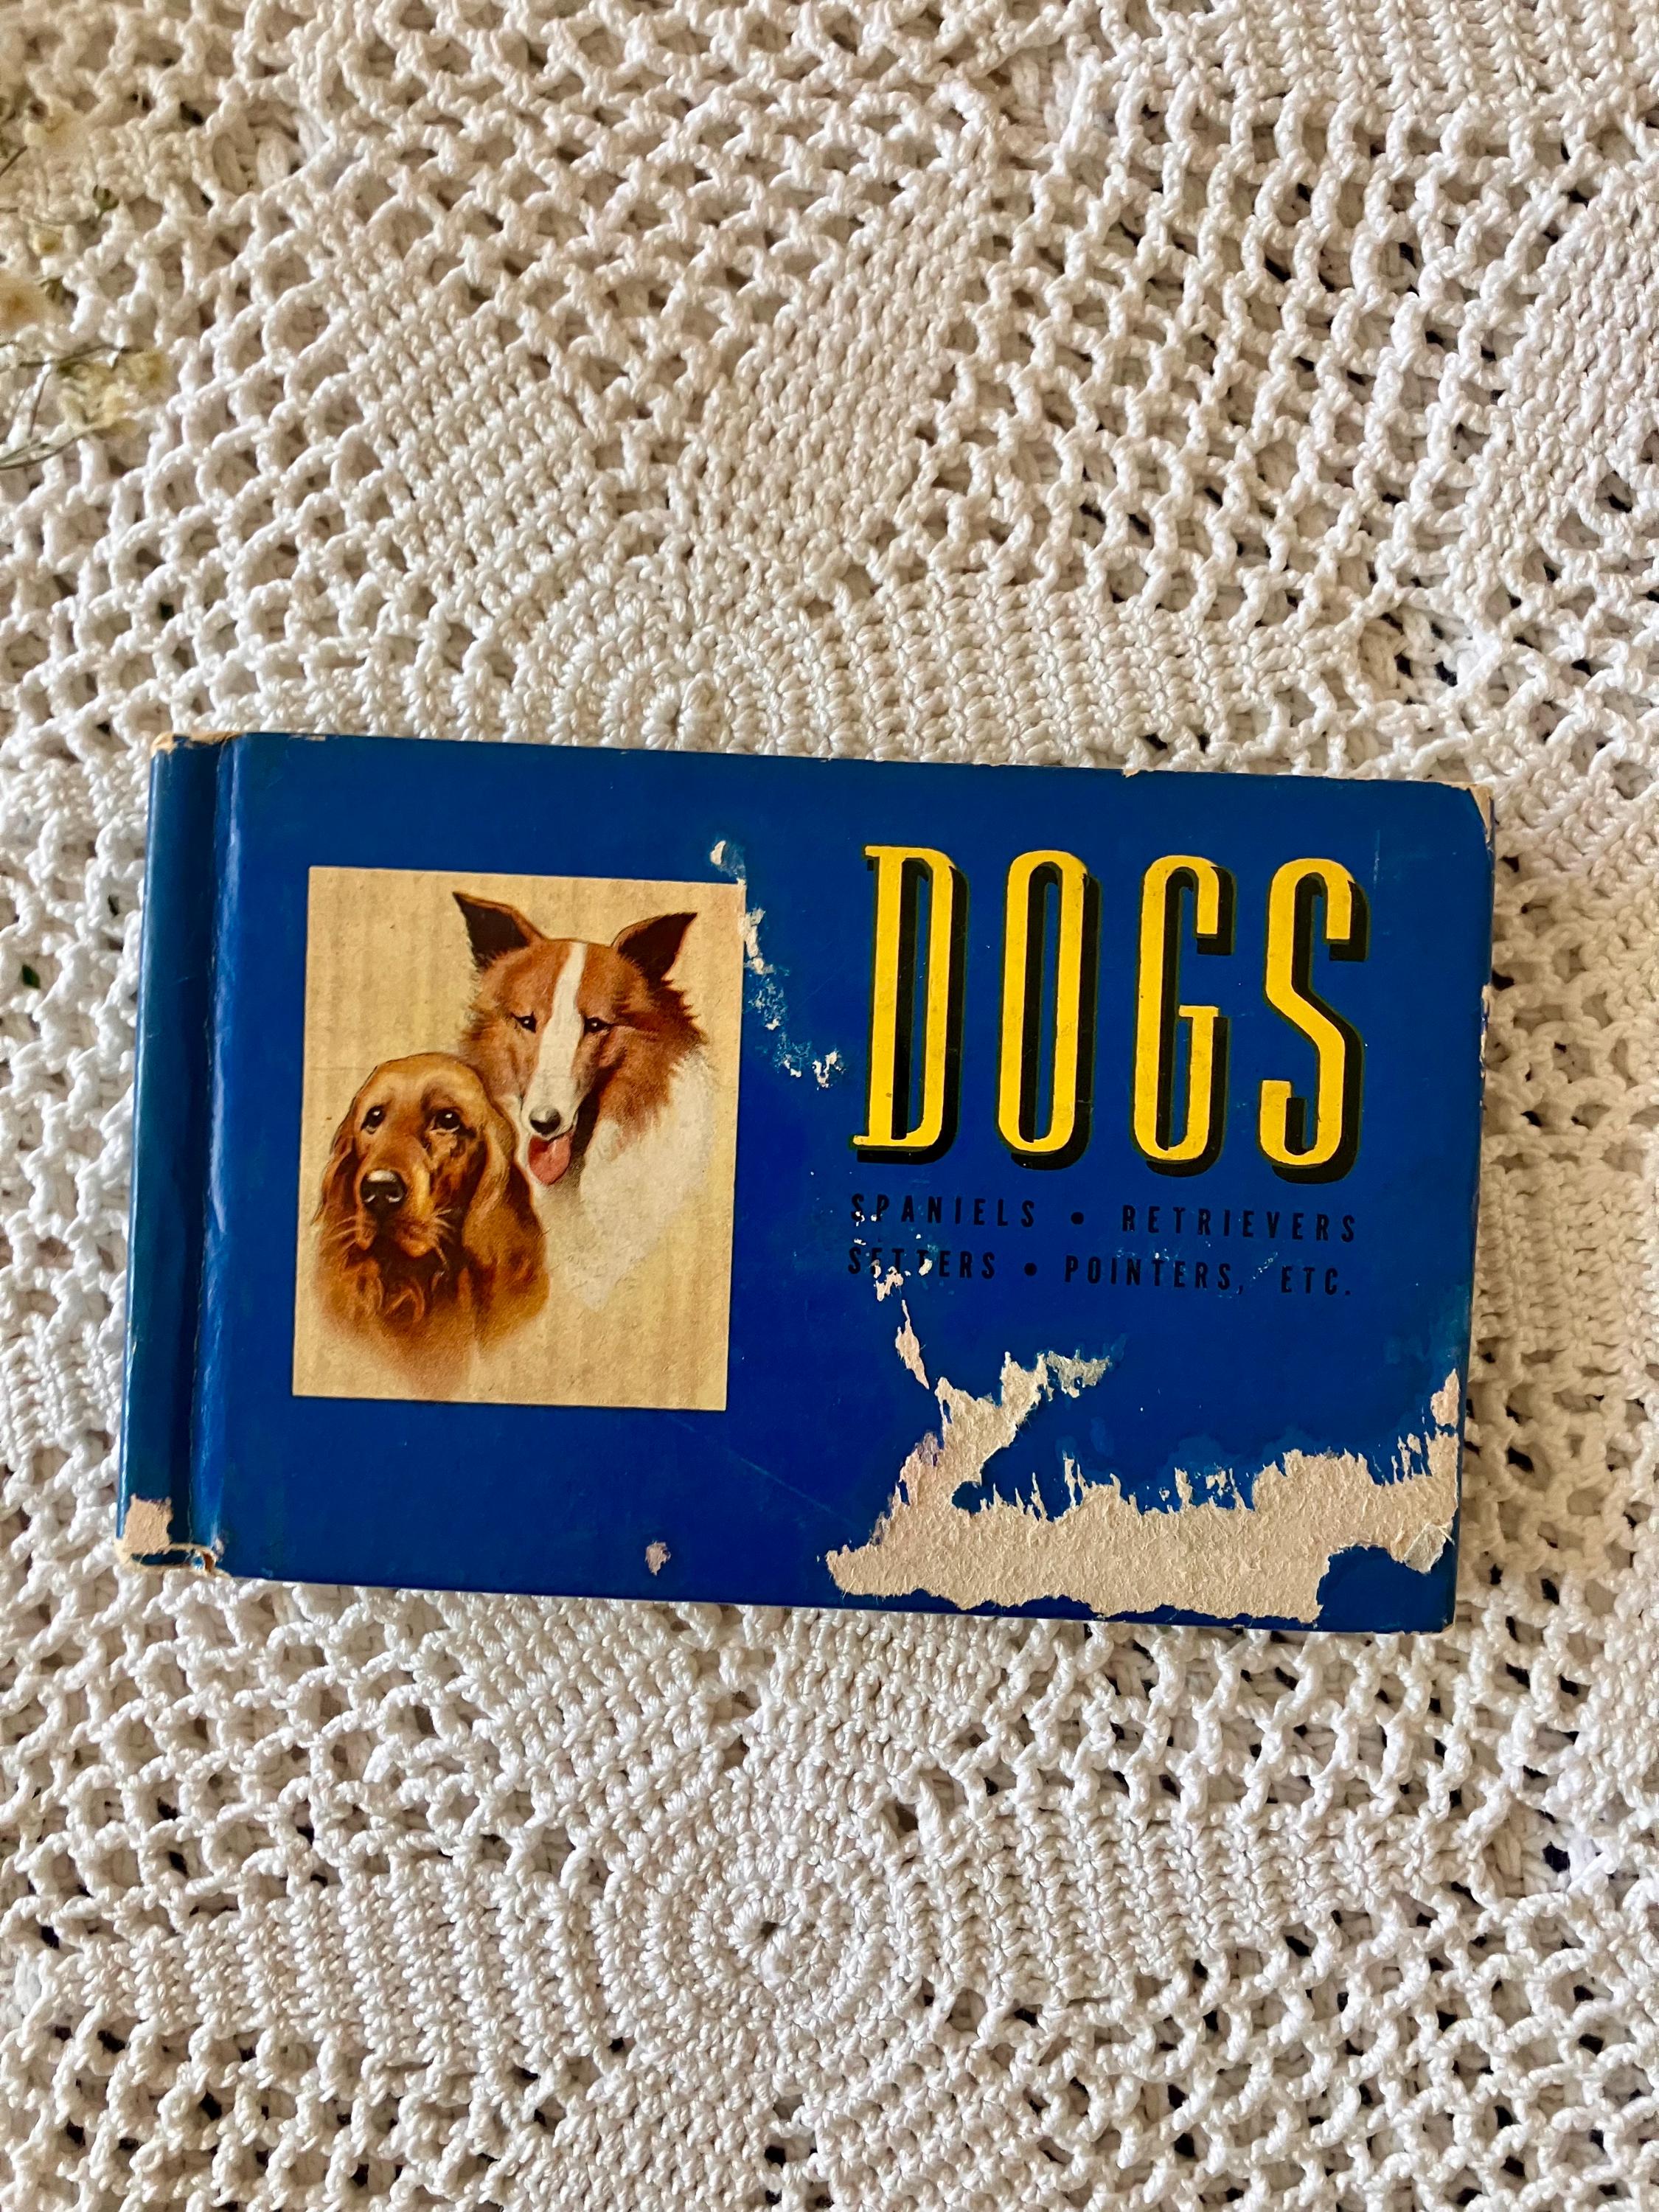 DOGS
SPANIELS • RETRIEVERS
SETTERS • POINTERS, ETC.